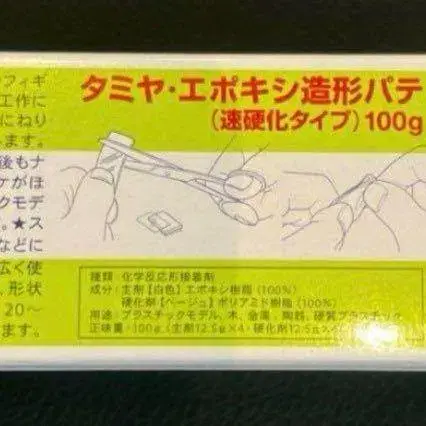 タミヤ・エポキシ造形パテ
(速硬化タイプ)100g
フィギ
工作に
にねり
ます。
後もナ
ケがほ
クモデ
。★ス
などに
広く使
、形状
20〜
ます。
種類：化学反応形接着剤
成分：主剤【白色】エポキシ樹脂(100%)
硬化剤【ベージュ】ポリアミド樹脂(100%)
用途：プラスチックモデル、木、金属、陶器、硬質プラスチック
正味量・100g(主剤12.5g×4・硬化剤12.5g×4